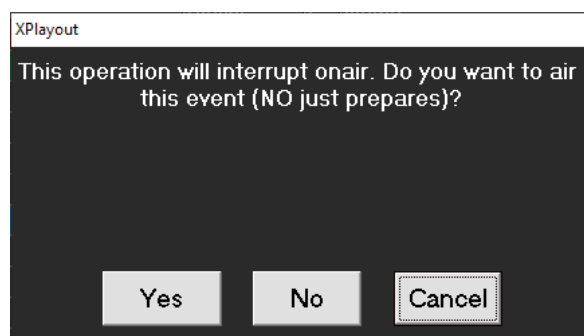 XPlayout
This operation will interrupt onair. Do you want to air
this event (NO just prepares)?
Yes
No
Cancel